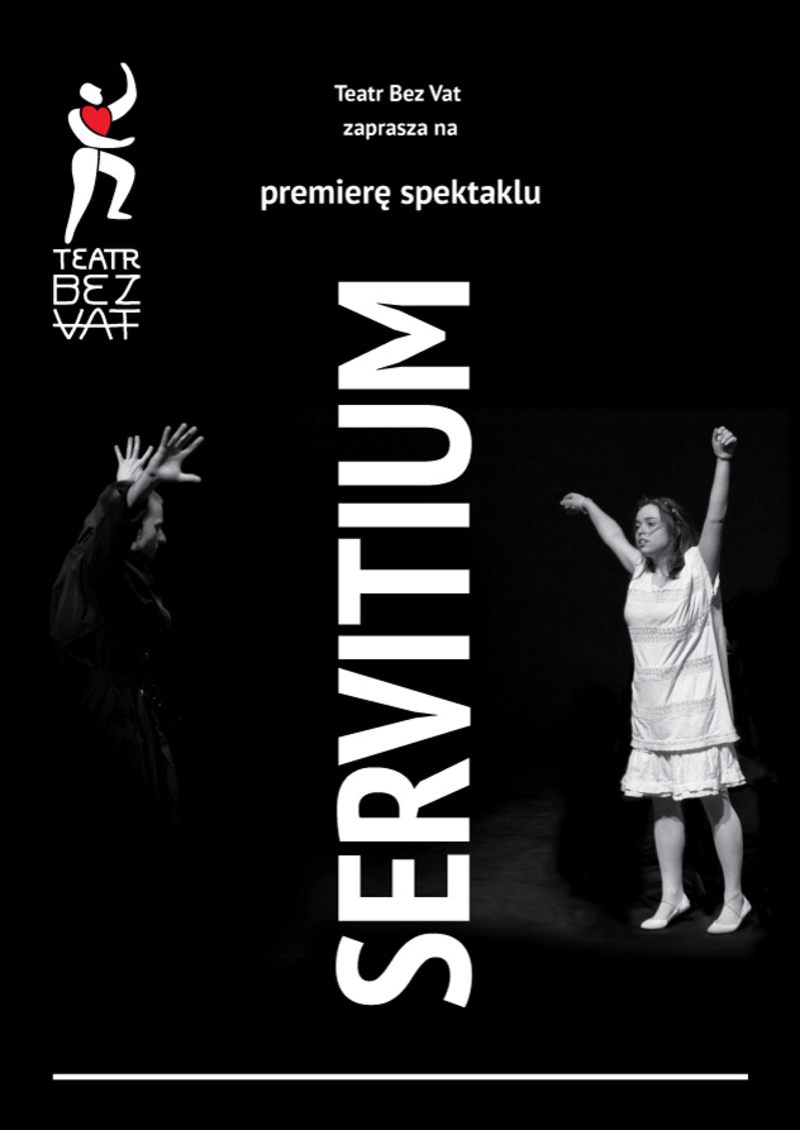 TEATR
BEZ
VAT
Teatr Bez Vat
zaprasza na
premierę spektaklu
SERVITIUM